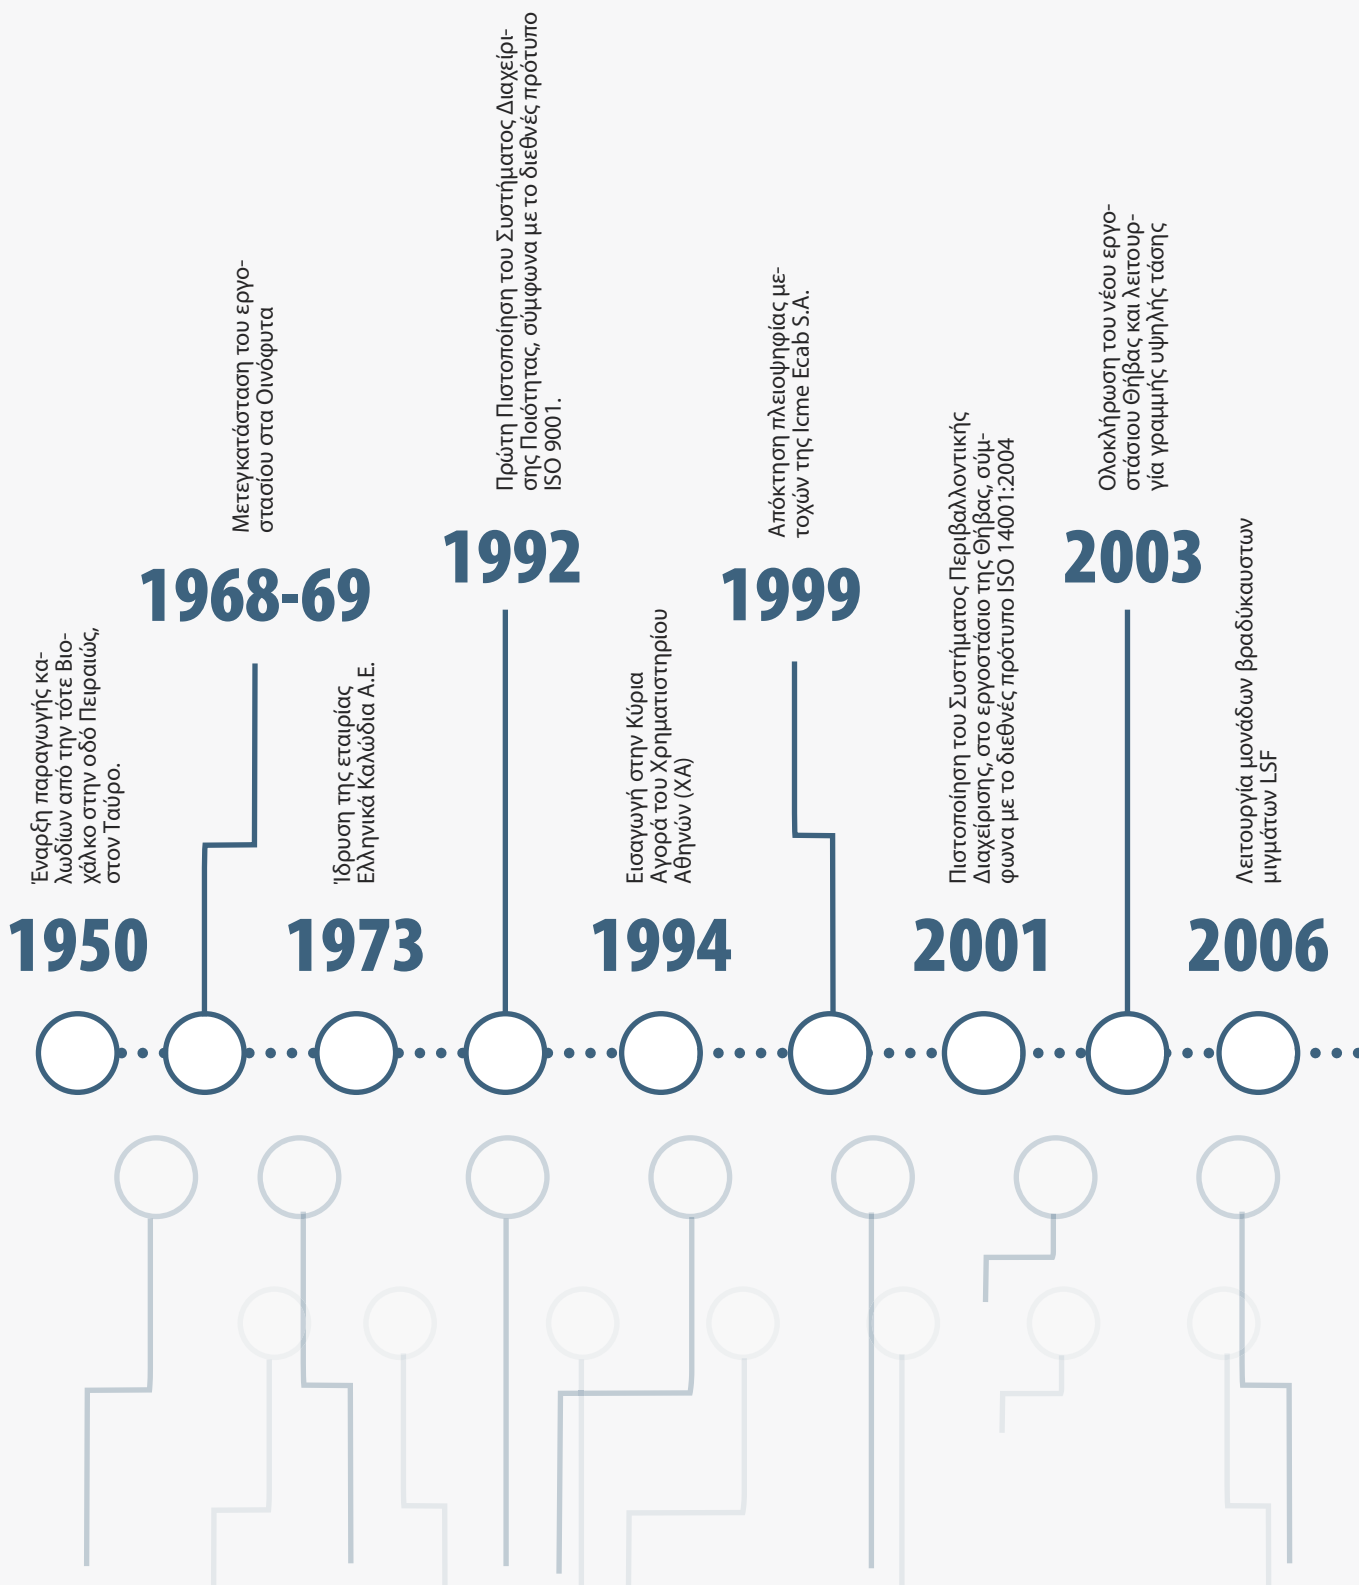 1950
Έναρξη παραγωγής κα-
λωδίων από την τότε Βιο-
χάλκο στην οδό Πειραιώς,
στον Ταύρο.
1968-69
Μετεγκατάσταση του εργο-
στασίου στα Οινόφυτα
1973
Ίδρυση της εταιρίας
Ελληνικά Καλώδια Α.Ε.
1992
Πρώτη Πιστοποίηση του Συστήματος Διαχείρι-
σης Ποιότητας, σύμφωνα με το διεθνές πρότυπο
ISO 9001.
1994
Εισαγωγή στην Κύρια
Αγορά του Χρηματιστηρίου
Αθηνών (ΧΑ)
1999
Απόκτηση πλειοψηφίας με-
τοχών της Icme Ecab S.A.
2001
Πιστοποίηση του Συστήματος Περιβαλλοντικής
Διαχείρισης, στο εργοστάσιο της Θήβας, σύμ-
φωνα με το διεθνές πρότυπο ISO 14001:2004
2003
Ολοκλήρωση του νέου εργο-
στάσιου Θήβας και λειτουρ-
γία γραμμής υψηλής τάσης
2006
Λειτουργία μονάδων βραδύκαυστων
μιγμάτων LSF